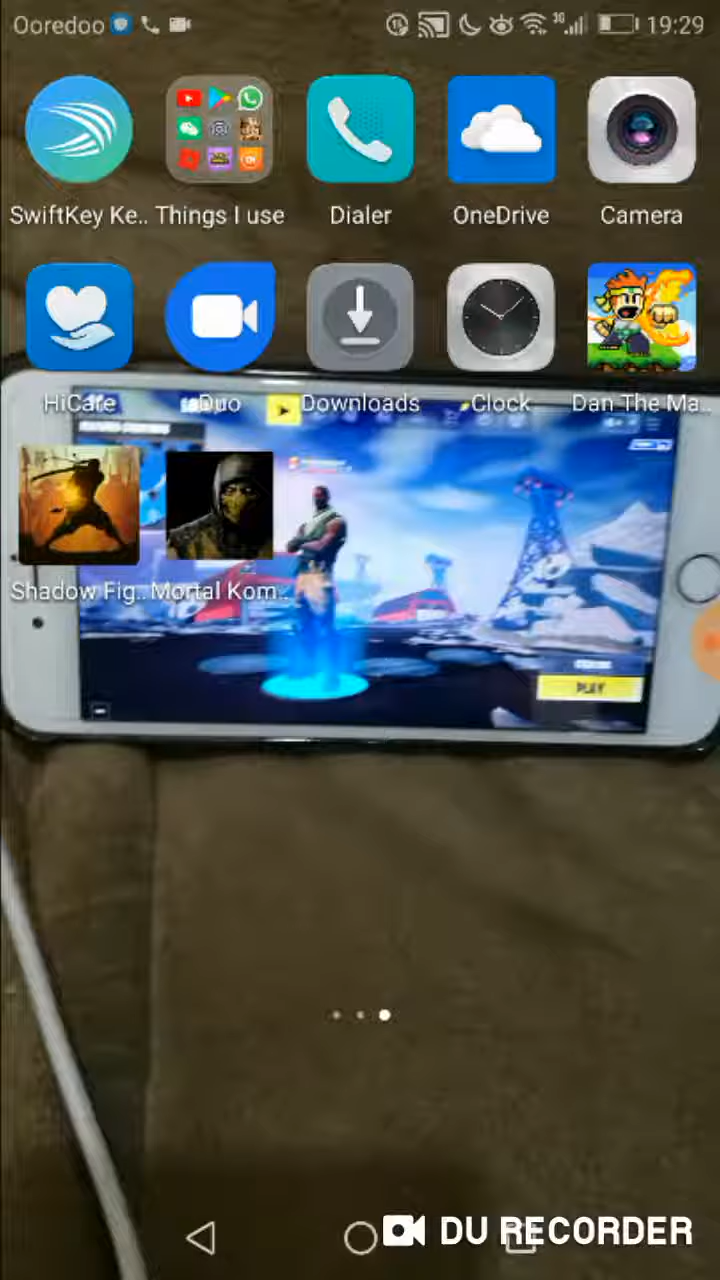 Ooredoo 3G 19:29
SwiftKey Ke.. Things I use Dialer OneDrive Camera
HiCare Duo Downloads Clock Dan The Ma..
Shadow Fig.. Mortal Kom..
PLAY
DU RECORDER